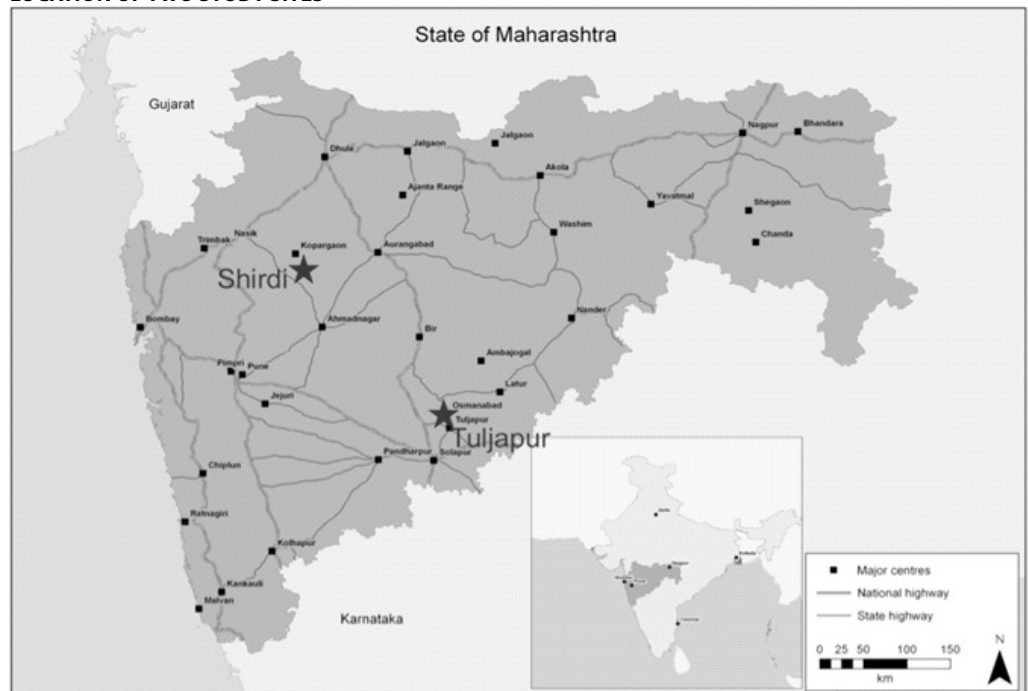 State of Maharashtra
Gujarat
Nagpur
Bhandara
Jalgaon
Jalgaon
Dhule
Akola
Ajanta Range
Yavatmal
Shegaon
Washim
Chanda
Nasik
Trimbak
Kopargaon
Aurangabad
Shirdi
Bombay
Ahmadnagar
Nander
Bir
Ambajogal
Pimpri
Pune
Latur
Jejuri
Osmanabad
Tuljapur
Tuljapur
Pandharpur
Solapur
Chiplun
Ratnagiri
Kolhapur
Kankauli
Malvan
Karnataka
Major centres
National highway
State highway
N
0 25 50 100 150
km